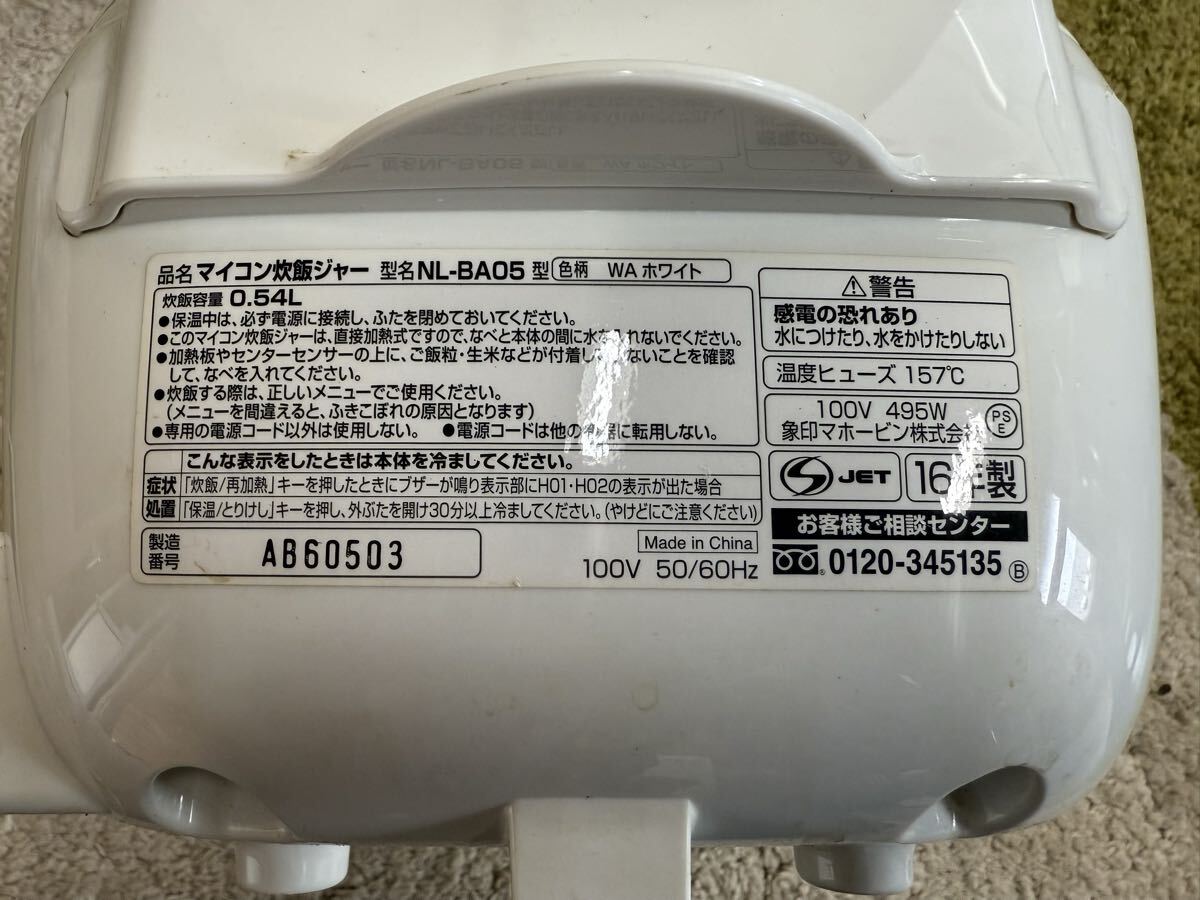 品名 マイコン炊飯ジャー 型名 NL-BA05 型 色柄 WA ホワイト
炊飯容量 0.54L
●保温中は、必ず電源に接続し、ふたを閉めておいてください。
●このマイコン炊飯ジャーは、直接加熱式ですので、なべと本体の間に水を入れないでください。
●加熱板やセンターセンサーの上に、ご飯粒・生米などが付着していないことを確認
して、なべを入れてください。
●炊飯する際は、正しいメニューでご使用ください。
(メニューを間違えると、ふきこぼれの原因となります)
●専用の電源コード以外は使用しない。 ●電源コードは他の機器に転用しない。
こんな表示をしたときは本体を冷ましてください。
症状 「炊飯/再加熱」キーを押したときにブザーが鳴り表示部にH01・H02の表示が出た場合
処置 「保温/とりけし」キーを押し、外ぶたを開け30分以上冷ましてください。(やけどにご注意ください)
製造番号 AB60503
Made in China
100V 50/60Hz
⚠警告
感電の恐れあり
水につけたり、水をかけたりしない
温度ヒューズ 157℃
100V 495W
象印マホービン株式会社
PSE
JET 16年製
お客様ご相談センター
0120-345135 Ⓑ
NL-BA05